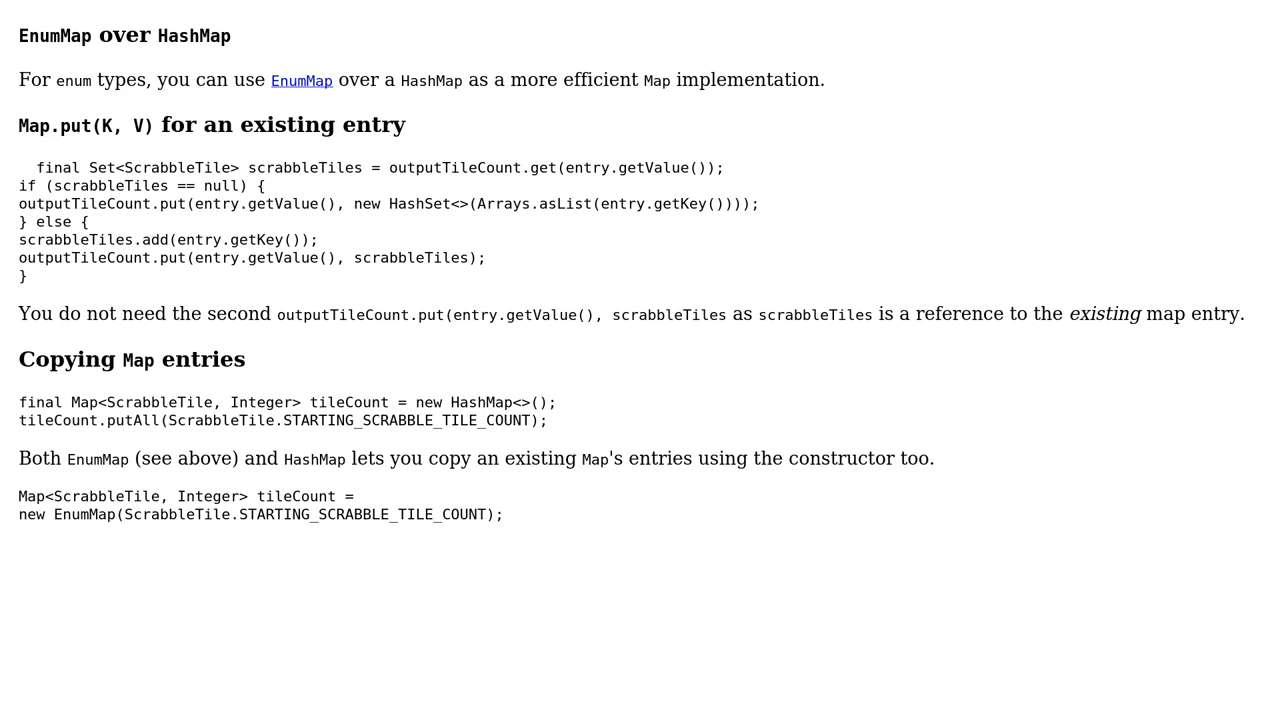 EnumMap over HashMap
For enum types, you can use EnumMap over a HashMap as a more efficient Map implementation.
Map.put(K, V) for an existing entry
  final Set<ScrabbleTile> scrabbleTiles = outputTileCount.get(entry.getValue());
if (scrabbleTiles == null) {
outputTileCount.put(entry.getValue(), new HashSet<>(Arrays.asList(entry.getKey())));
} else {
scrabbleTiles.add(entry.getKey());
outputTileCount.put(entry.getValue(), scrabbleTiles);
}
You do not need the second outputTileCount.put(entry.getValue(), scrabbleTiles as scrabbleTiles is a reference to the existing map entry.
Copying Map entries
final Map<ScrabbleTile, Integer> tileCount = new HashMap<>();
tileCount.putAll(ScrabbleTile.STARTING_SCRABBLE_TILE_COUNT);
Both EnumMap (see above) and HashMap lets you copy an existing Map's entries using the constructor too.
Map<ScrabbleTile, Integer> tileCount =
new EnumMap(ScrabbleTile.STARTING_SCRABBLE_TILE_COUNT);